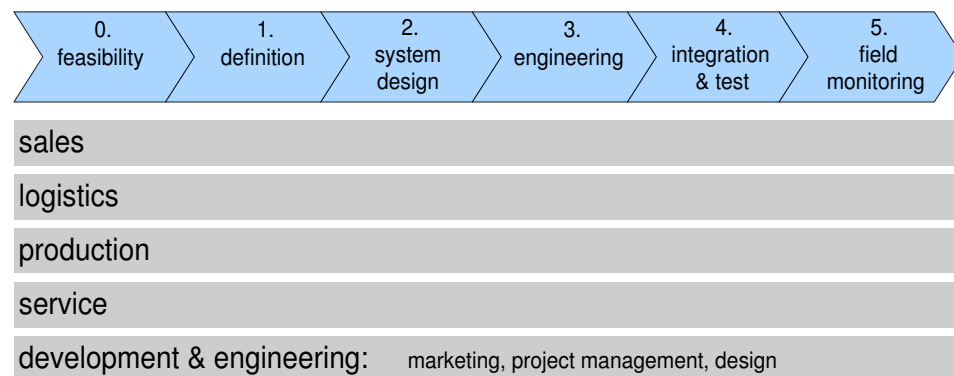 0.
feasibility
1.
definition
2.
system
design
3.
engineering
4.
integration
& test
5.
field
monitoring
sales
logistics
production
service
development & engineering: marketing, project management, design